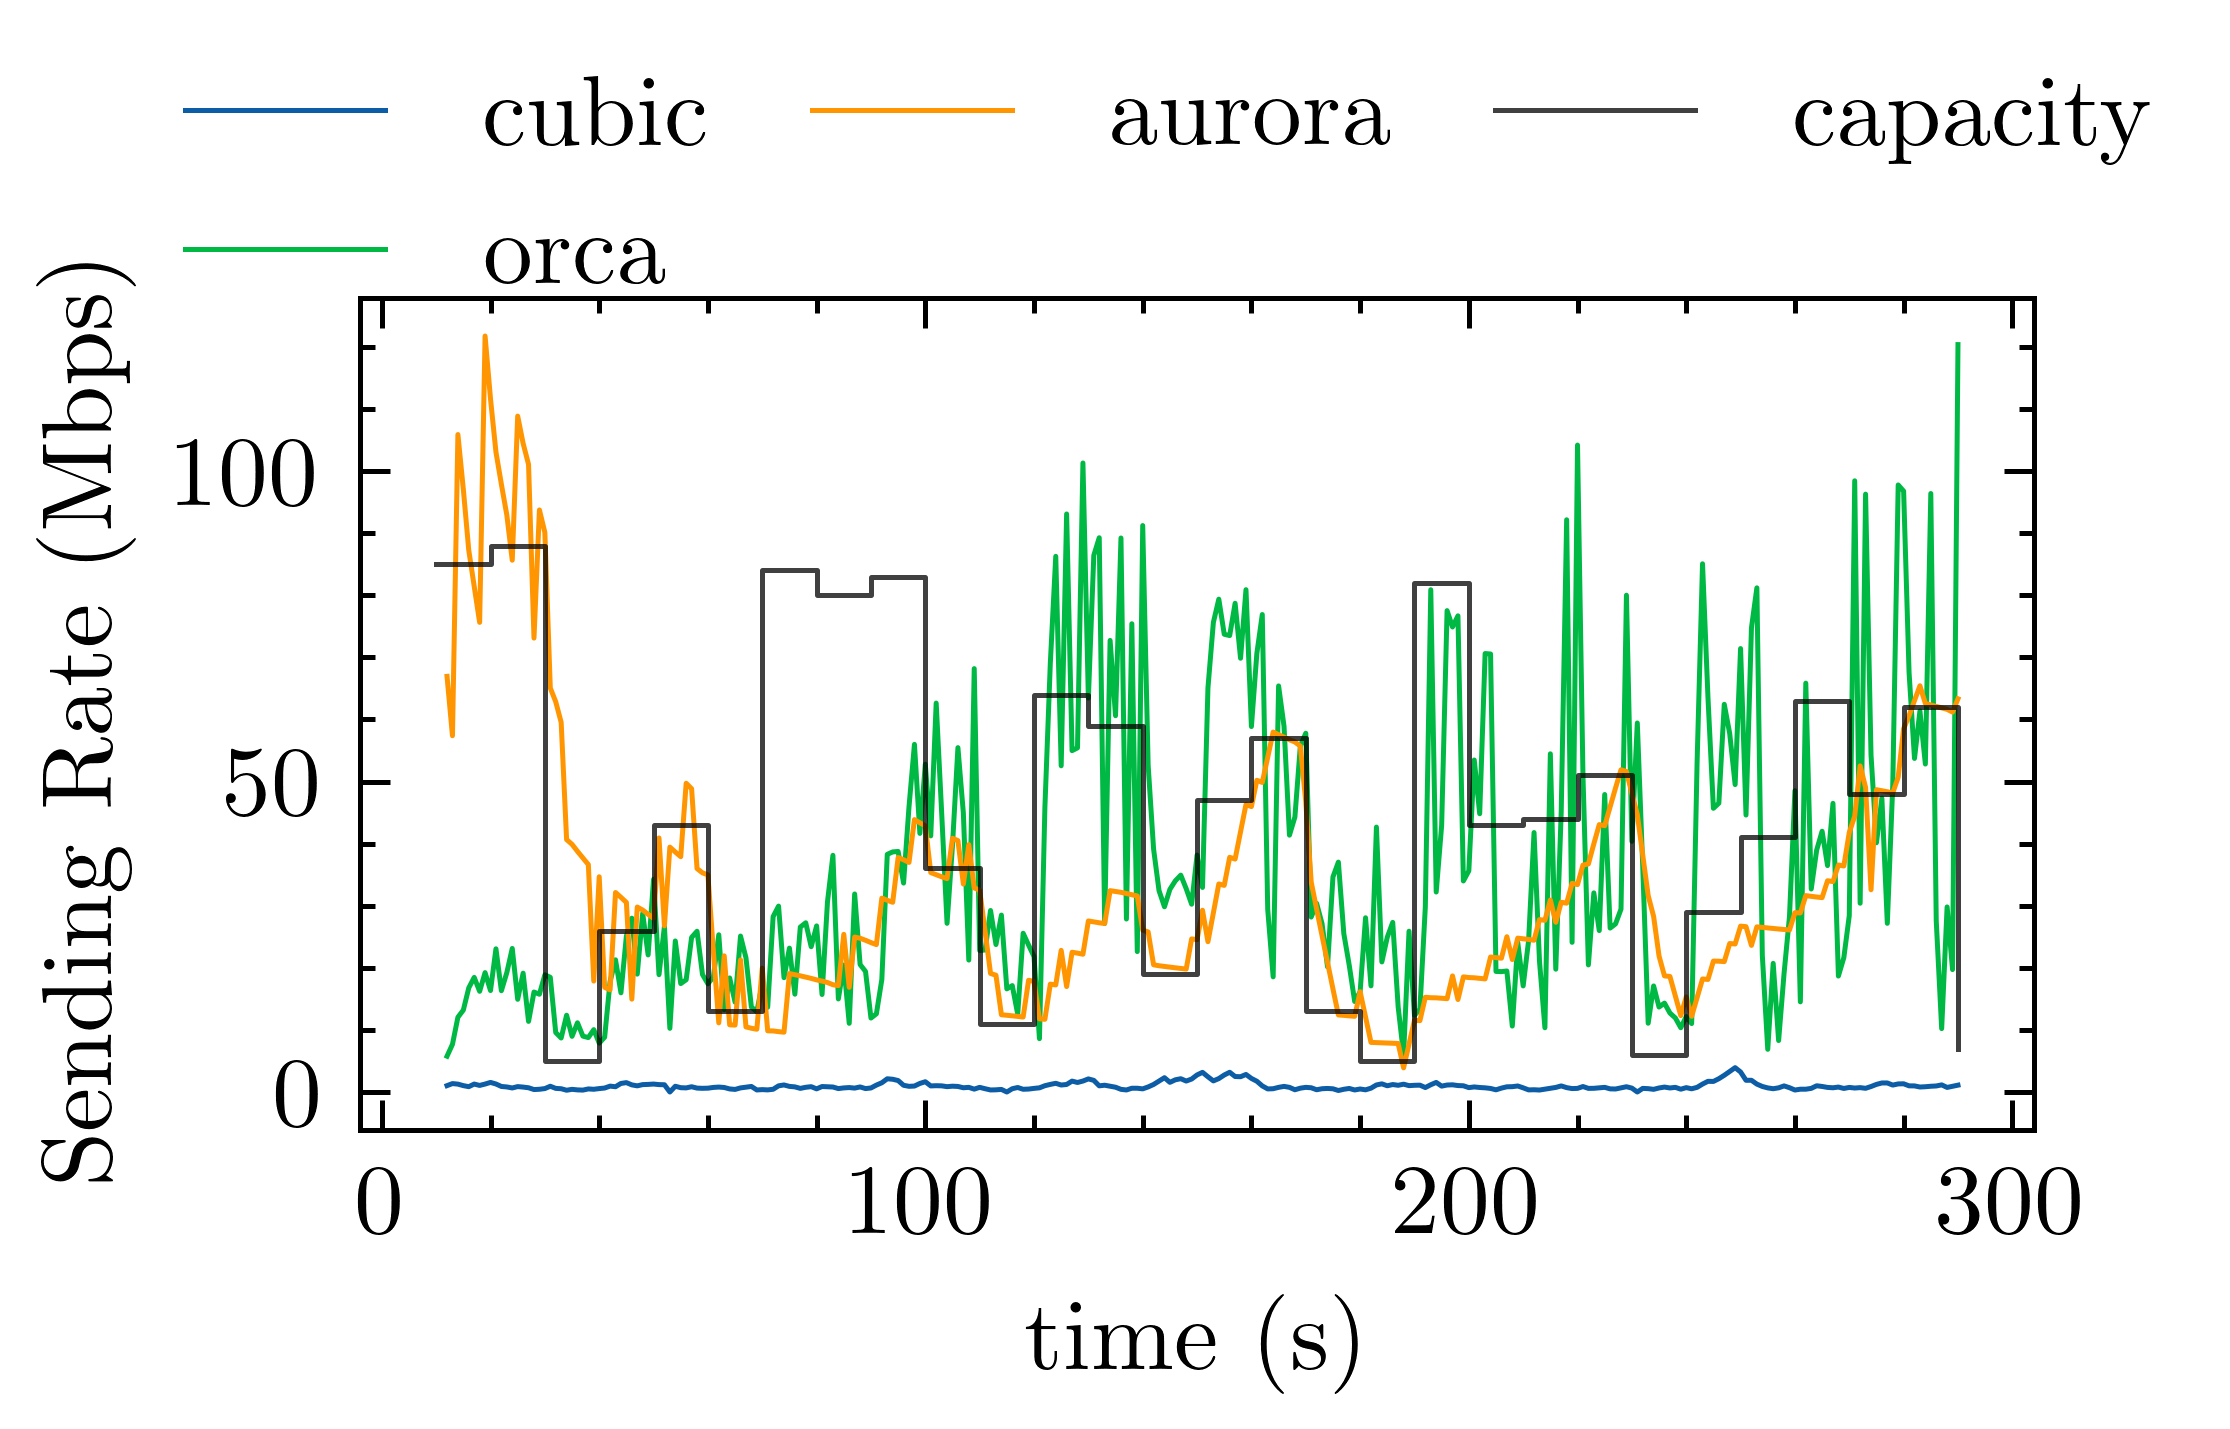 cubic aurora capacity
orca
Sending Rate (Mbps)
100
50
0
0 100 200 300
time (s)